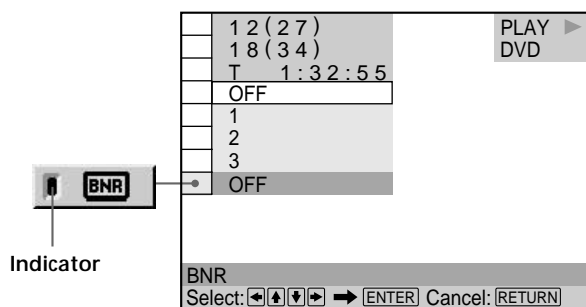 12(27)
18(34)
T 1:32:55
PLAY
DVD
OFF
1
2
3
OFF
BNR
Indicator
BNR
Select: ENTER Cancel: RETURN